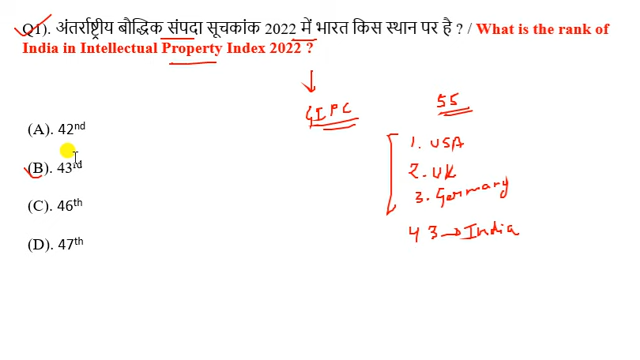 Q1). अंतर्राष्ट्रीय बौद्धिक संपदा सूचकांक 2022 में भारत किस स्थान पर है ? / What is the rank of
India in Intellectual Property Index 2022 ?
GIPC
55
(A). 42nd
1. USA
(B). 43rd
2. UK
3. Germany
(C). 46th
43 → India
(D). 47th